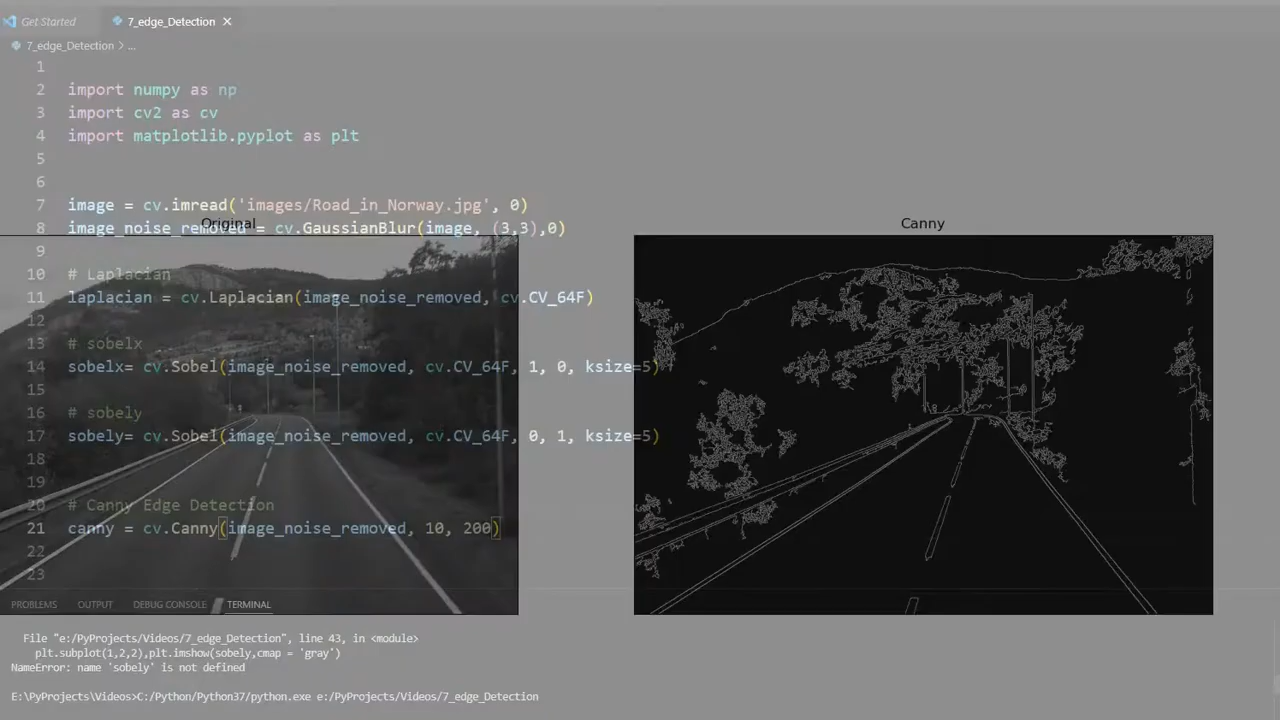 Get Started 7_edge_Detection
7_edge_Detection > ...
1
2 import numpy as np
3 import cv2 as cv
4 import matplotlib.pyplot as plt
5
6
7 image = cv.imread('images/Road_in_Norway.jpg', 0)
Original Canny
8 image_noise_removed = cv.GaussianBlur(image, (3,3),0)
9
10 # Laplacian
11 laplacian = cv.Laplacian(image_noise_removed, cv.CV_64F)
12
13 # sobelx
14 sobelx= cv.Sobel(image_noise_removed, cv.CV_64F, 1, 0, ksize=5)
15
16 # sobely
17 sobely= cv.Sobel(image_noise_removed, cv.CV_64F, 0, 1, ksize=5)
18
19
20 # Canny Edge Detection
21 canny = cv.Canny(image_noise_removed, 10, 200)
22
23
PROBLEMS OUTPUT DEBUG CONSOLE TERMINAL
File "e:/PyProjects/Videos/7_edge_Detection", line 43, in <module>
plt.subplot(1,2,2),plt.imshow(sobely,cmap = 'gray')
NameError: name 'sobely' is not defined
E:\PyProjects\Videos>C:/Python/Python37/python.exe e:/PyProjects/Videos/7_edge_Detection